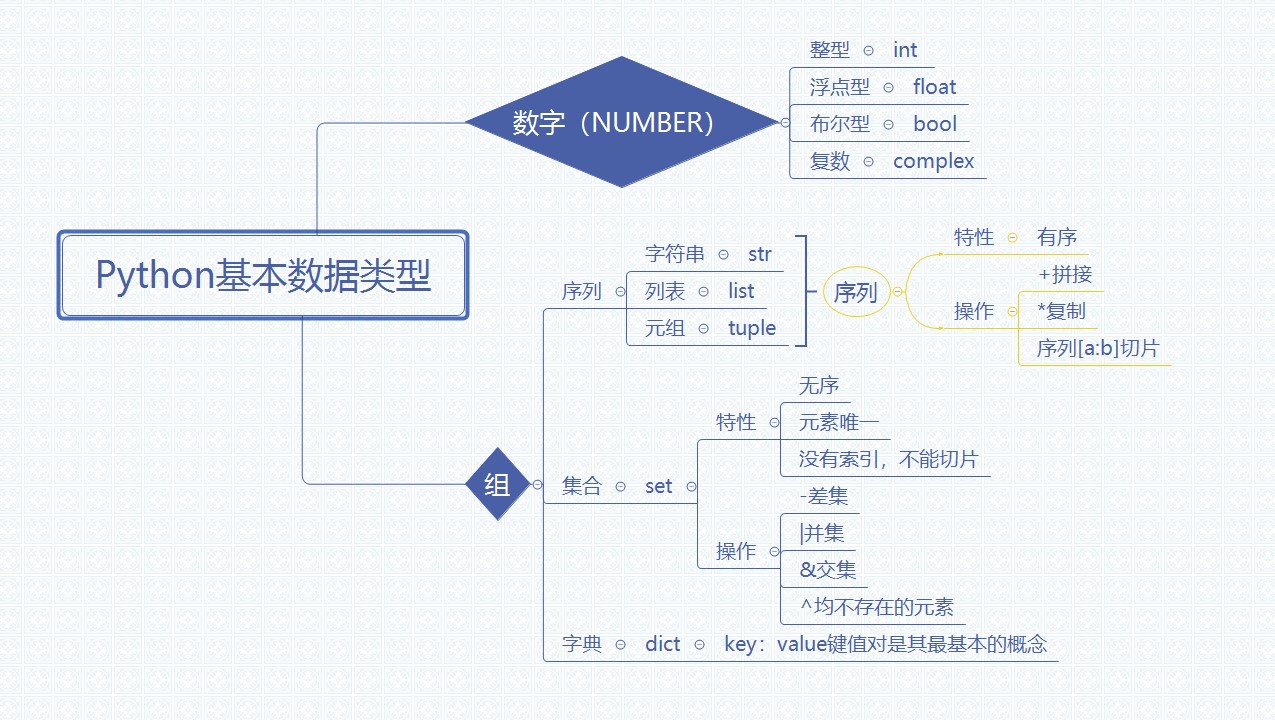 Python基本数据类型
数字（NUMBER）
整型 int
浮点型 float
布尔型 bool
复数 complex
组
序列
字符串 str
列表 list
元组 tuple
序列
特性 有序
操作
+拼接
*复制
序列[a:b]切片
集合 set
特性
无序
元素唯一
没有索引，不能切片
操作
-差集
|并集
&交集
^均不存在的元素
字典 dict key：value键值对是其最基本的概念